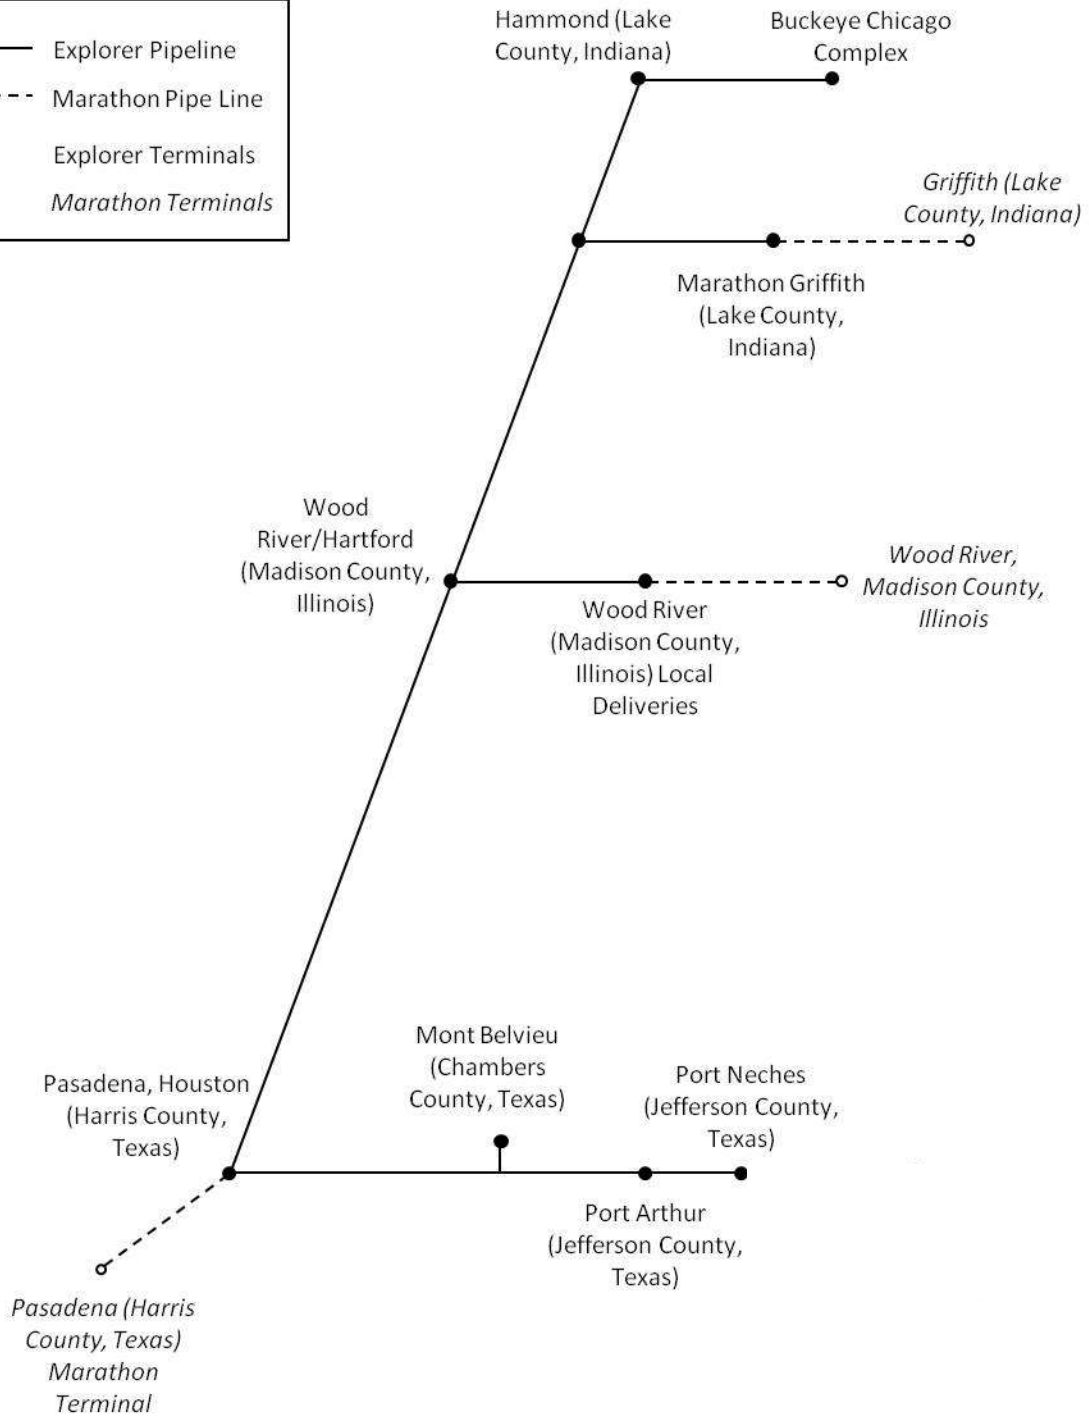 Explorer Pipeline
Marathon Pipe Line
Explorer Terminals
Marathon Terminals
Hammond (Lake
County, Indiana)
Buckeye Chicago
Complex
Griffith (Lake
County, Indiana)
Marathon Griffith
(Lake County,
Indiana)
Wood
River/Hartford
(Madison County,
Illinois)
Wood River,
Madison County,
Illinois
Wood River
(Madison County,
Illinois) Local
Deliveries
Mont Belvieu
(Chambers
County, Texas)
Port Neches
(Jefferson County,
Texas)
Pasadena, Houston
(Harris County,
Texas)
Port Arthur
(Jefferson County,
Texas)
Pasadena (Harris
County, Texas)
Marathon
Terminal